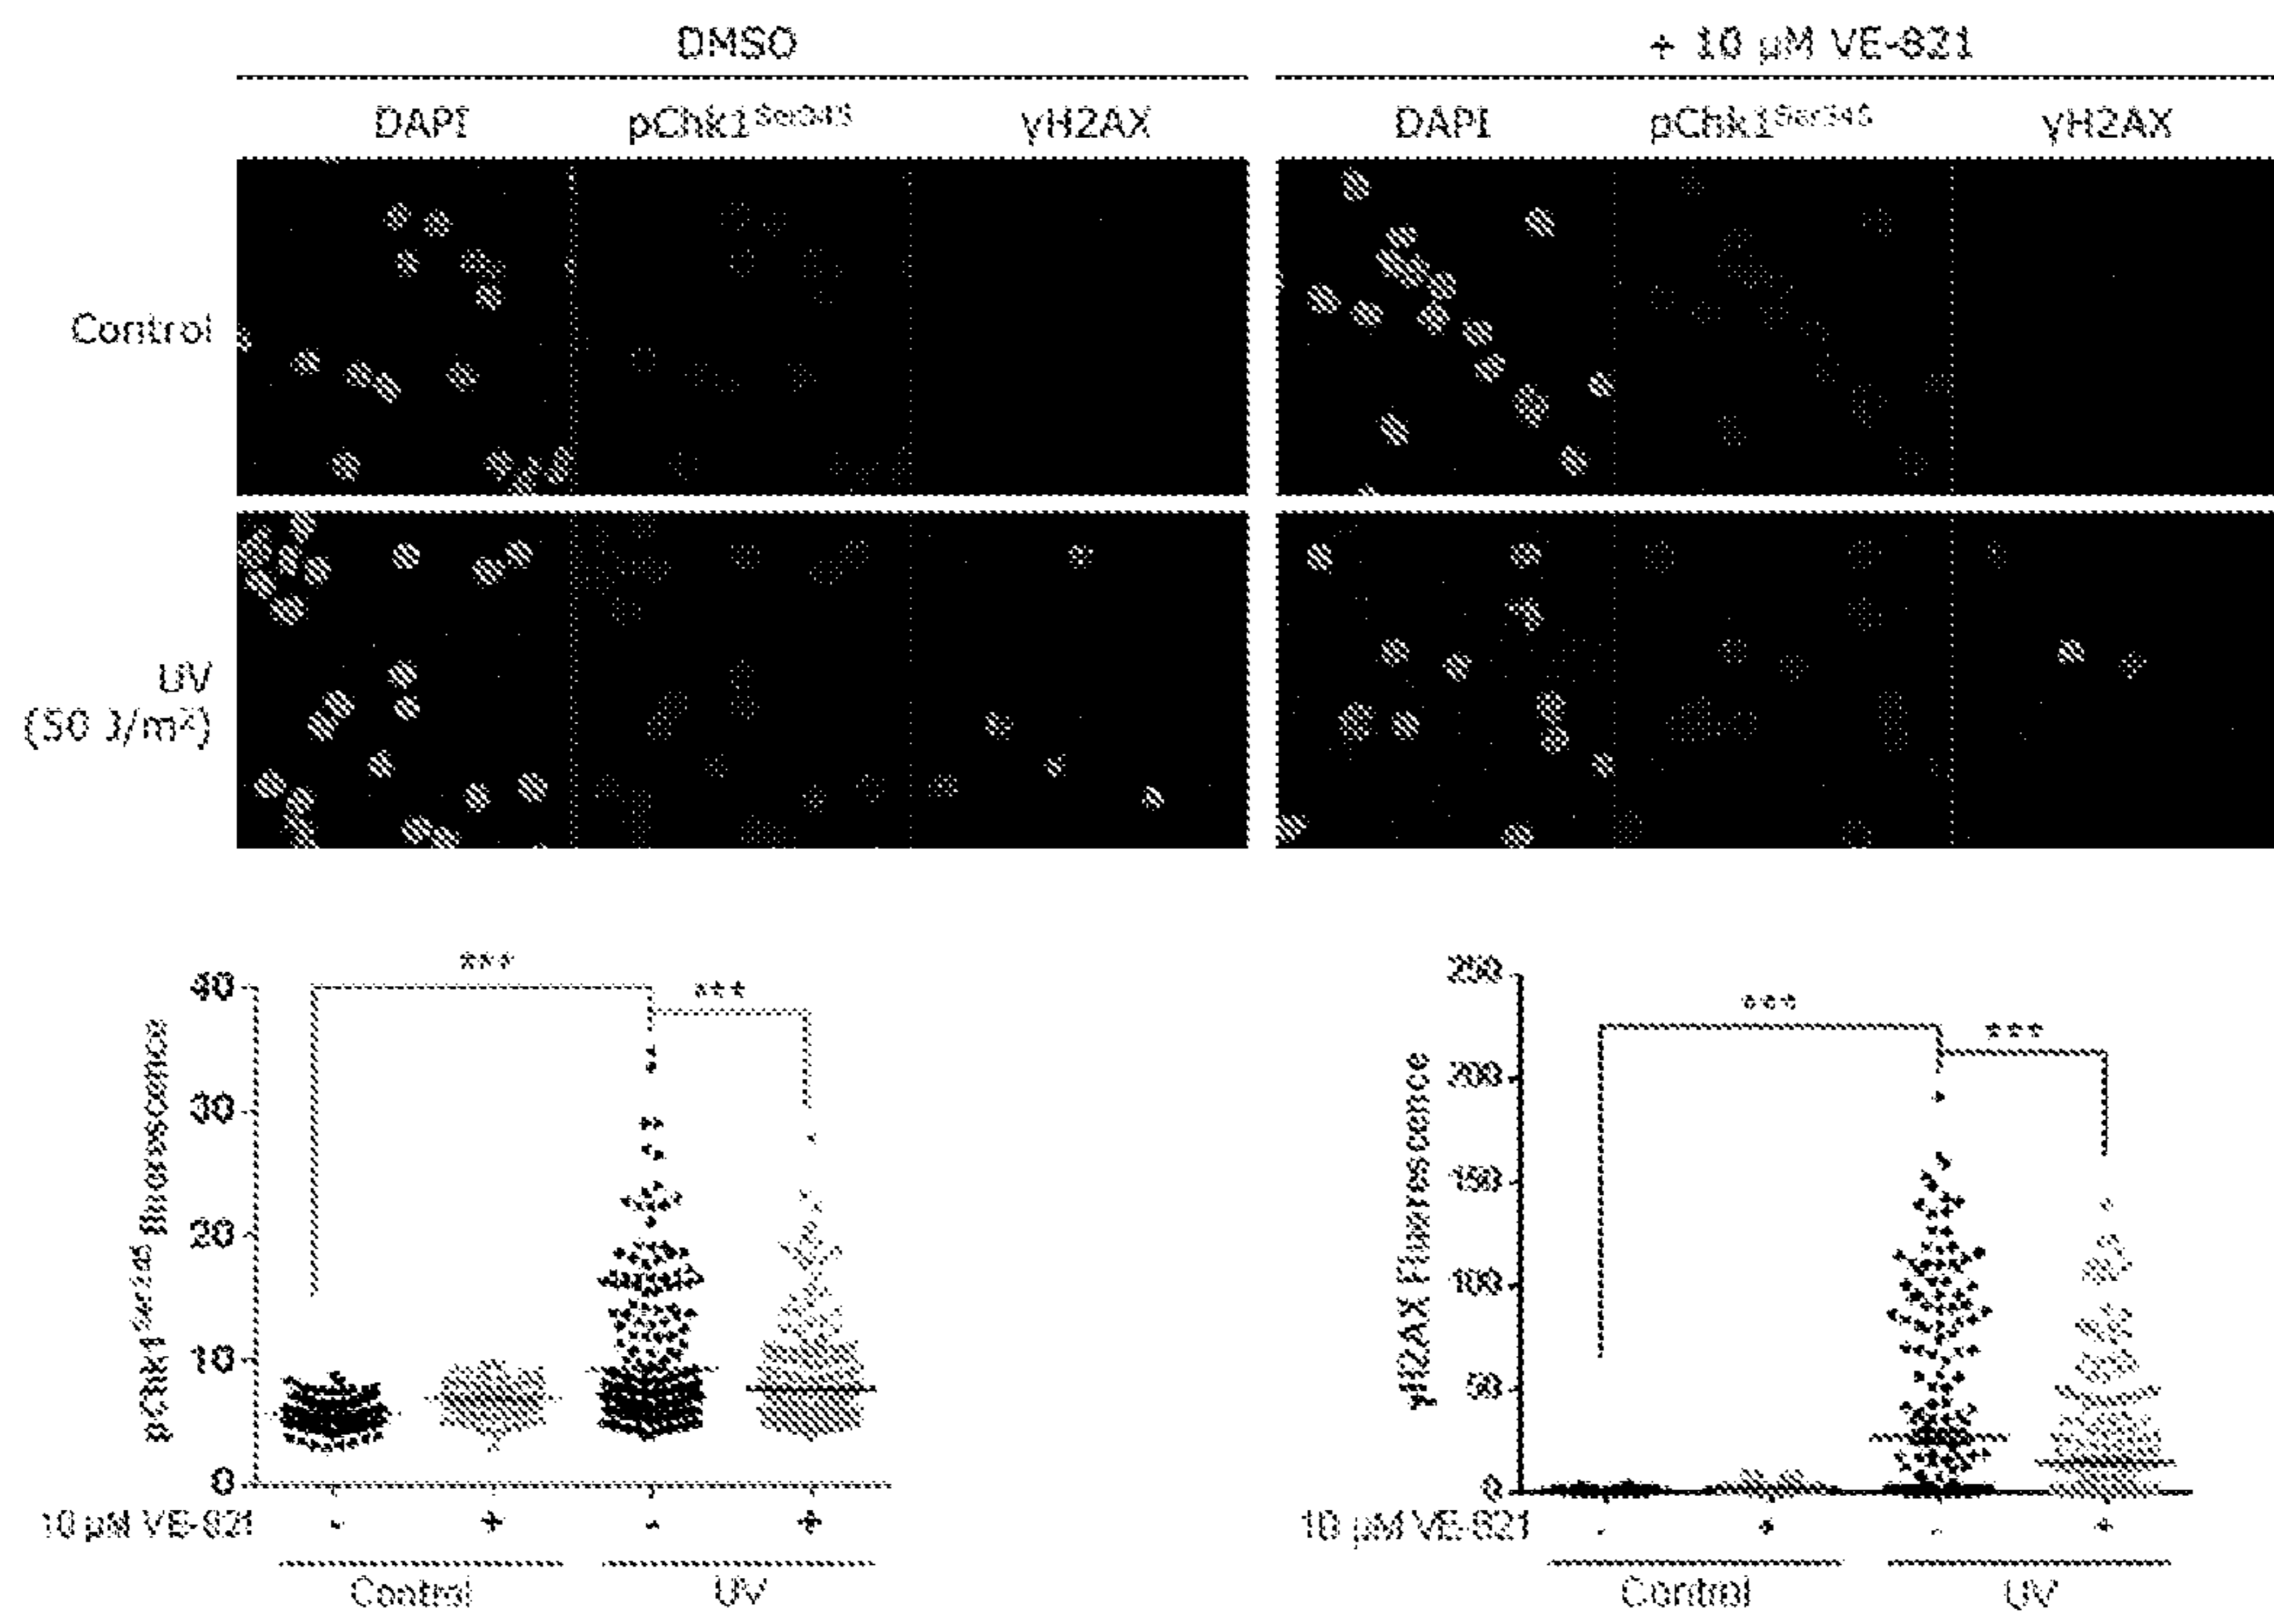 DMSO
+ 10 µM VE-821
DAPI pChk1Ser345 γH2AX
DAPI pChk1Ser345 γH2AX
Control
UV
(50 J/m²)
***
***
40
30
20
10
0
pChk1Ser345 fluorescence
10 µM VE-821 - + - +
Control UV
***
***
250
200
150
100
50
0
γH2AX Fluorescence
10 µM VE-821 - + - +
Control UV